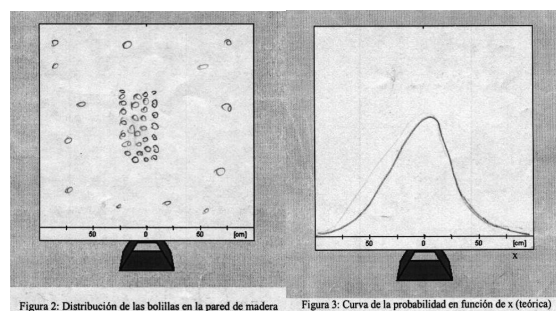 50
0
50
[cm]
Figura 2: Distribución de las bolillas en la pared de madera
50
0
50
[cm]
x
Figura 3: Curva de la probabilidad en función de x (teórica)